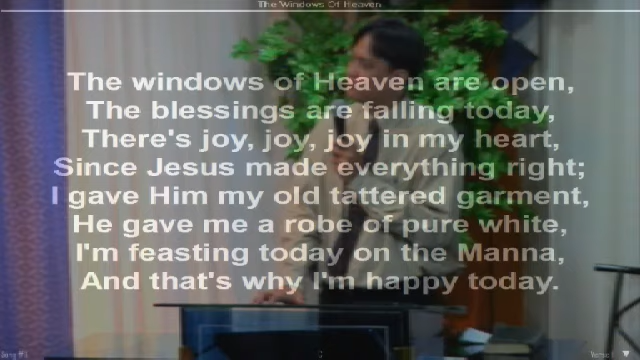 The Windows Of Heaven
The windows of Heaven are open,
The blessings are falling today,
There's joy, joy, joy in my heart,
Since Jesus made everything right;
I gave Him my old tattered garment,
He gave me a robe of pure white,
I'm feasting today on the Manna,
And that's why I'm happy today.